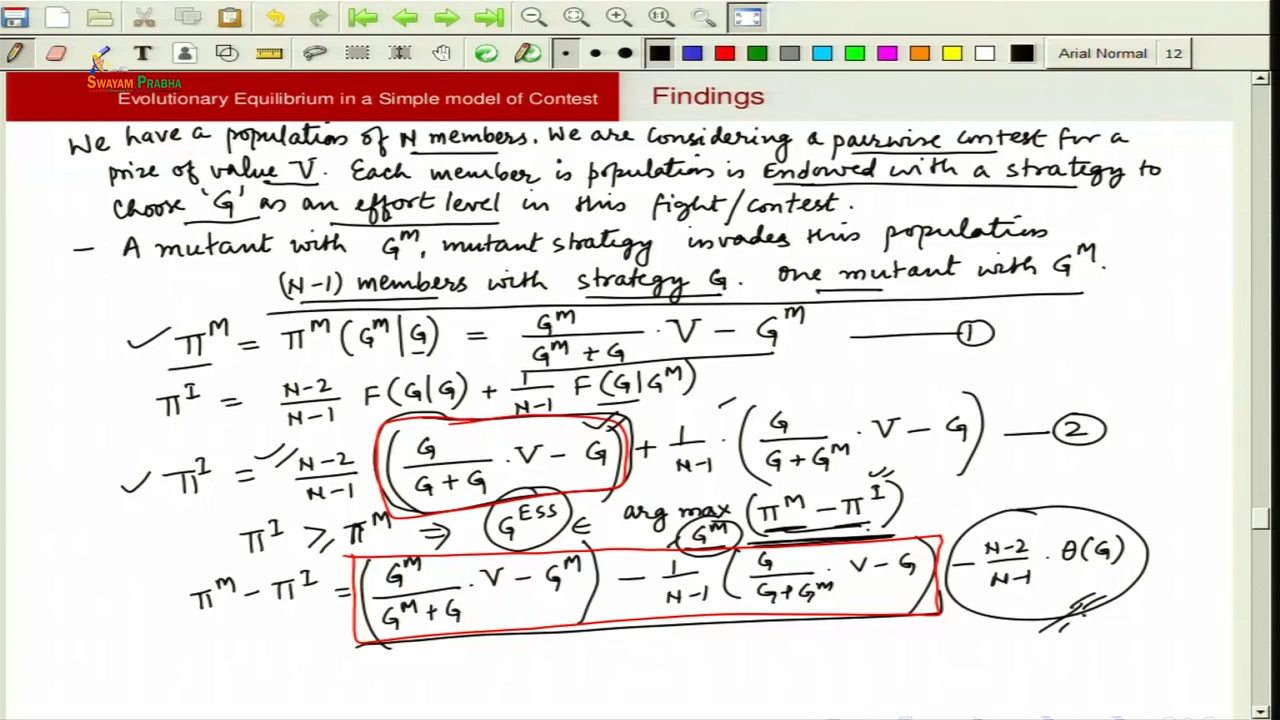 Arial Normal 12
SWAYAM PRABHA
Evolutionary Equilibrium in a Simple model of Contest
Findings
We have a population of N members. We are considering a pairwise contest for a
prize of value V. Each member is population is Endowed with a strategy to
choose 'G' as an effort level in this fight/contest.
- A mutant with G^M, mutant strategy invades this population
(N-1) members with strategy G. One mutant with G^M.
π^M = π^M (G^M | G) = G^M / (G^M + G) · V - G^M — ①
π^I = N-2 / N-1 F(G|G) + 1 / N-1 F(G|G^M)
π^I = N-2 / N-1 (G / (G+G) · V - G) + 1 / N-1 · (G / (G+G^M) · V - G) — ②
π^I ⩾ π^M ⇒ G^ESS ∈ arg max G^M (π^M - π^I)
π^M - π^I = (G^M / (G^M + G) · V - G^M) - 1 / N-1 (G / (G+G^M) · V - G) - N-2 / N-1 · θ(G)